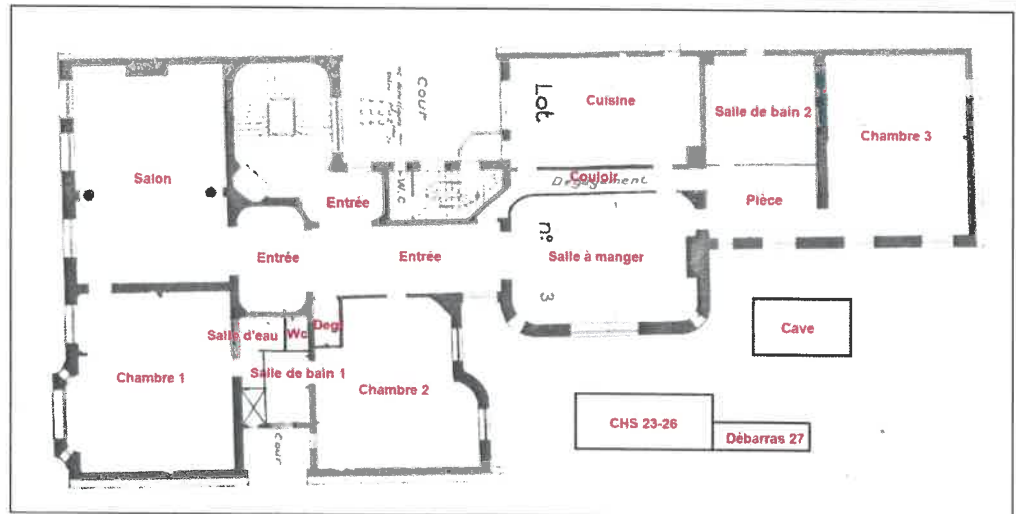 Cour
Lot
Cuisine
Salle de bain 2
Chambre 3
Salon
W.C
Couloir
Degagement
Entrée
Pièce
Entrée
Entrée
n°
Salle à manger
3
Cave
Salle d'eau
Wc
Degt
Chambre 1
Salle de bain 1
Chambre 2
CHS 23-26
Débarras 27
Cour